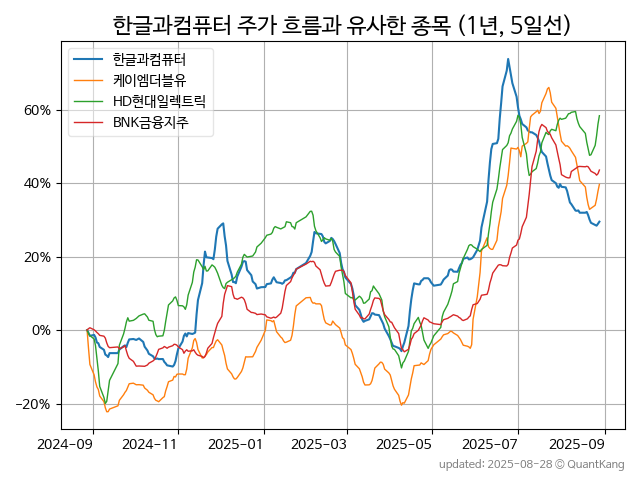 한글과컴퓨터 주가 흐름과 유사한 종목 (1년, 5일선)
한글과컴퓨터
케이엠더블유
HD현대일렉트릭
BNK금융지주
60%
40%
20%
0%
−20%
2024-09 2024-11 2025-01 2025-03 2025-05 2025-07 2025-09
updated: 2025-08-28 © QuantKang